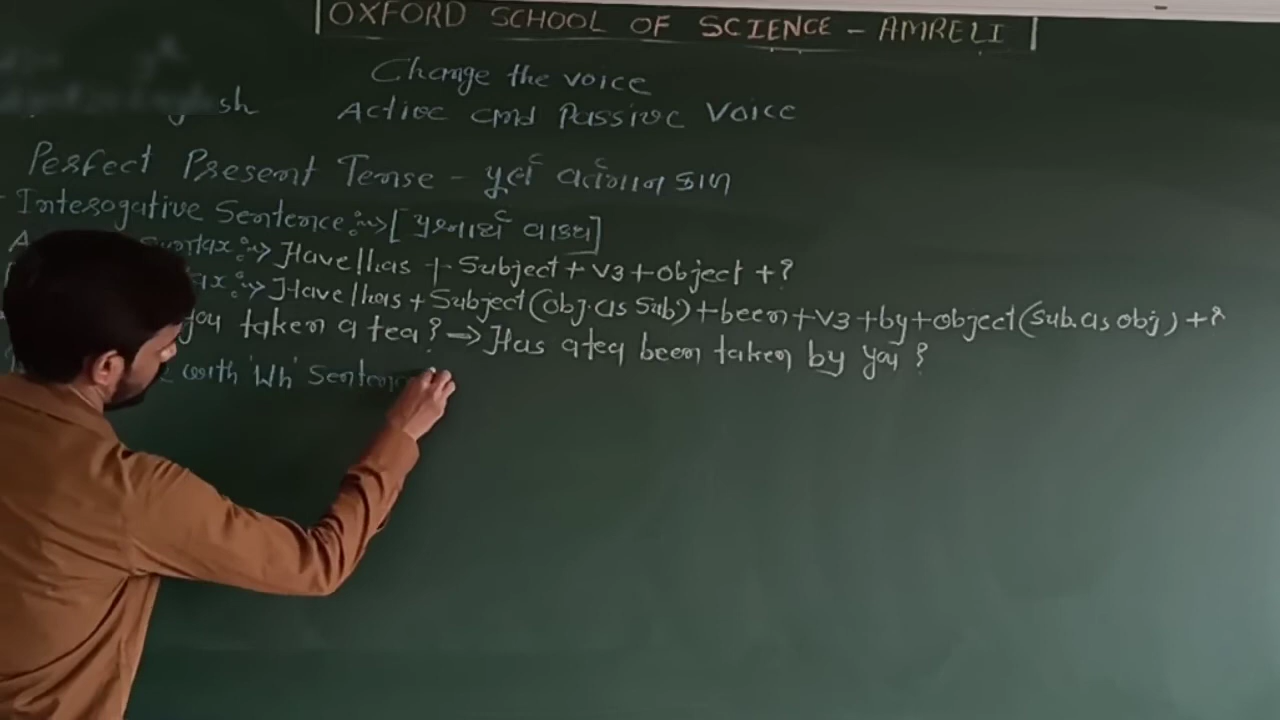 OXFORD SCHOOL OF SCIENCE - AMRELI
Change the voice
sh
Active and Passive Voice
Perfect Present Tense - પૂર્ણ વર્તમાન કાળ
Interogative Sentence :~> [પ્રશ્નાર્થ વાક્ય]
A Syntax :~> Have/has + Subject + V3 + object + ?
ax :~> Have/has + Subject (obj. as Sub) + been + V3 + by + object (Sub. as obj) + ?
you taken a tea? → Has a tea been taken by you?
with 'Wh' Sentenc